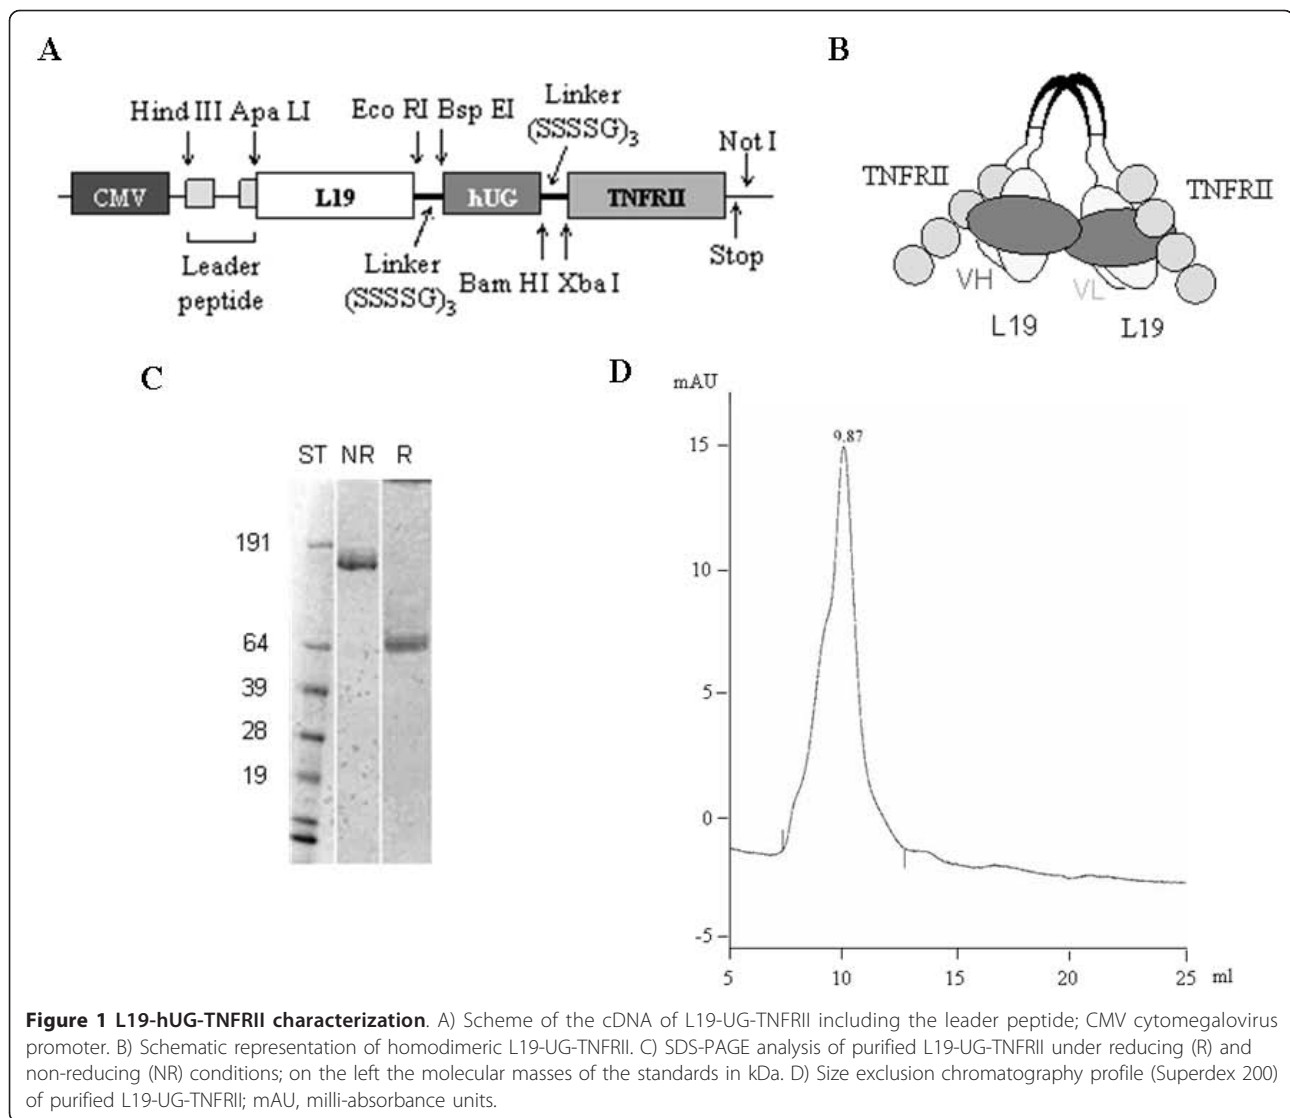 A
Hind III Apa LI
Eco RI Bsp EI
Linker
(SSSSG)3
Not I
CMV
L19
hUG
TNFRII
Leader
peptide
Linker
(SSSSG)3
Bam HI Xba I
Stop
B
TNFRII
TNFRII
VH
VL
L19
L19
C
ST NR R
191
64
39
28
19
D
mAU
9.87
15
10
5
0
-5
5 10 15 20 25 ml
Figure 1 L19-hUG-TNFRII characterization. A) Scheme of the cDNA of L19-UG-TNFRII including the leader peptide; CMV cytomegalovirus
promoter. B) Schematic representation of homodimeric L19-UG-TNFRII. C) SDS-PAGE analysis of purified L19-UG-TNFRII under reducing (R) and
non-reducing (NR) conditions; on the left the molecular masses of the standards in kDa. D) Size exclusion chromatography profile (Superdex 200)
of purified L19-UG-TNFRII; mAU, milli-absorbance units.